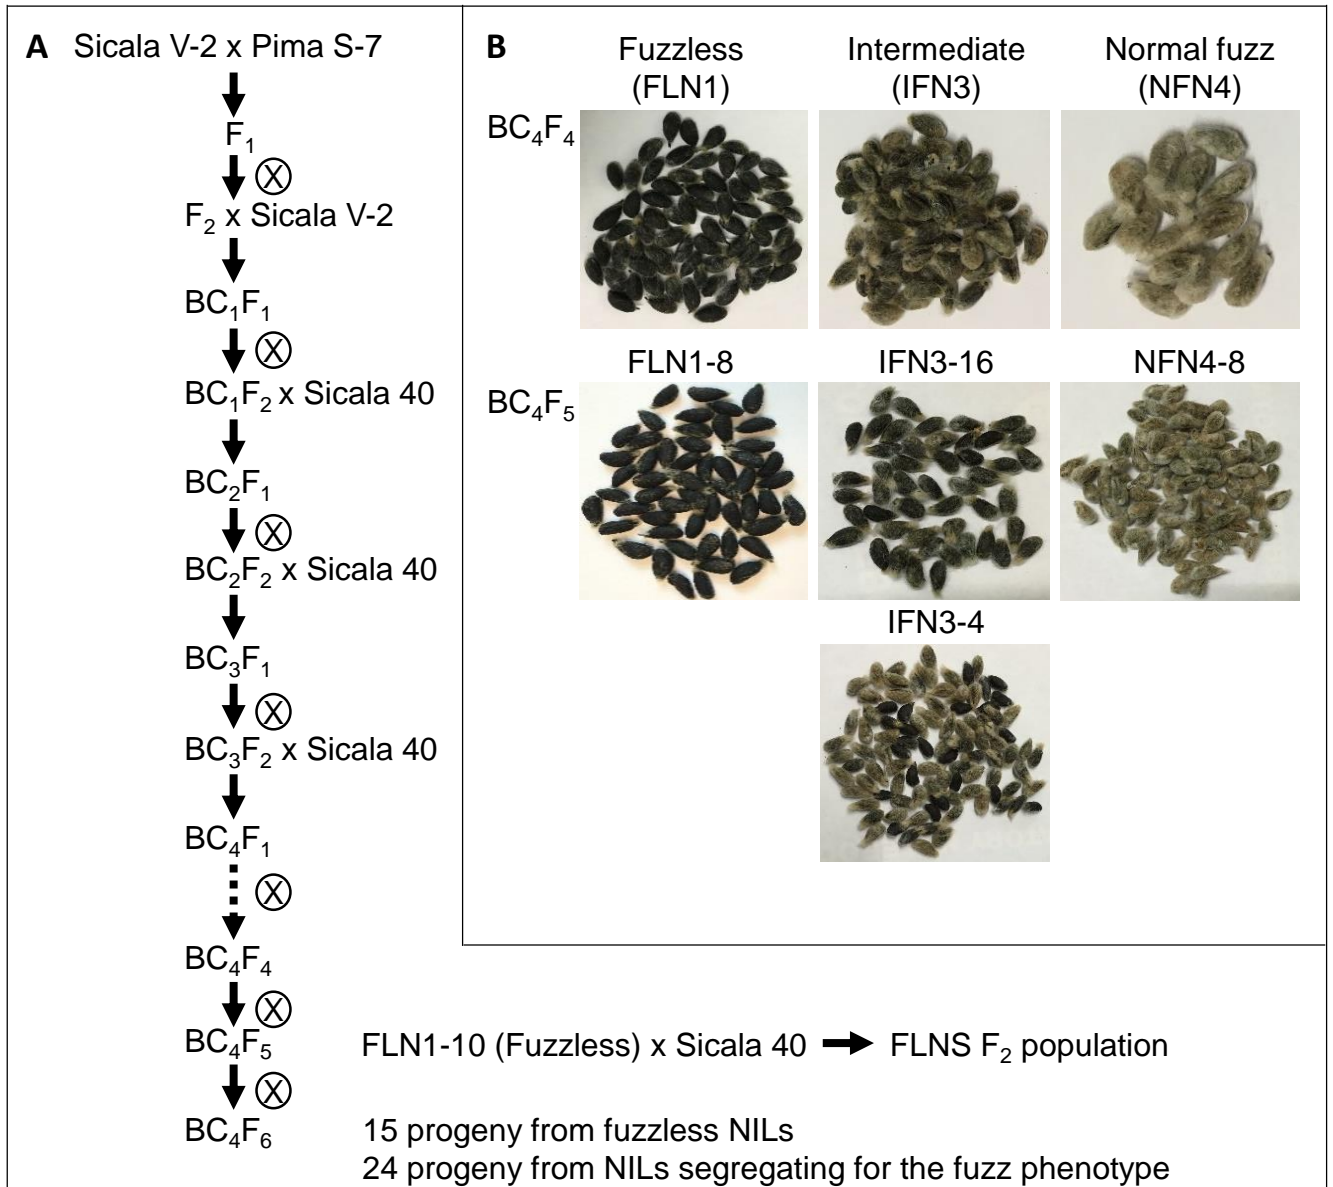 A Sicala V-2 x Pima S-7
F1
X
F2 x Sicala V-2
BC1F1
X
BC1F2 x Sicala 40
BC2F1
X
BC2F2 x Sicala 40
BC3F1
X
BC3F2 x Sicala 40
BC4F1
X
BC4F4
X
BC4F5 FLN1-10 (Fuzzless) x Sicala 40 FLNS F2 population
X
BC4F6 15 progeny from fuzzless NILs
24 progeny from NILs segregating for the fuzz phenotype
B Fuzzless Intermediate Normal fuzz
(FLN1) (IFN3) (NFN4)
BC4F4
FLN1-8 IFN3-16 NFN4-8
BC4F5
IFN3-4